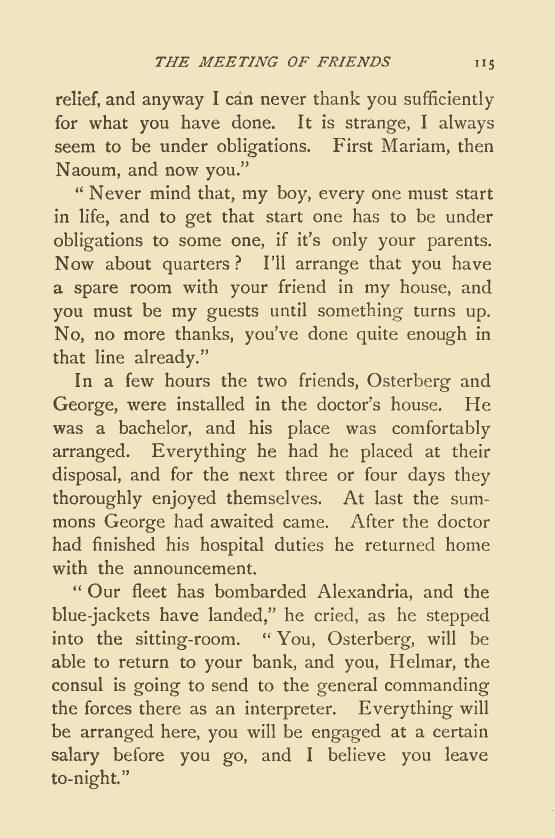 THE MEETING OF FRIENDS 115
relief, and anyway I can never thank you sufficiently
for what you have done. It is strange, I always
seem to be under obligations. First Mariam, then
Naoum, and now you.”
“ Never mind that, my boy, every one must start
in life, and to get that start one has to be under
obligations to some one, if it’s only your parents.
Now about quarters ? I’ll arrange that you have
a spare room with your friend in my house, and
you must be my guests until something turns up.
No, no more thanks, you’ve done quite enough in
that line already.”
In a few hours the two friends, Osterberg and
George, were installed in the doctor’s house. He
was a bachelor, and his place was comfortably
arranged. Everything he had he placed at their
disposal, and for the next three or four days they
thoroughly enjoyed themselves. At last the sum-
mons George had awaited came. After the doctor
had finished his hospital duties he returned home
with the announcement.
“ Our fleet has bombarded Alexandria, and the
blue-jackets have landed,” he cried, as he stepped
into the sitting-room. “ You, Osterberg, will be
able to return to your bank, and you, Helmar, the
consul is going to send to the general commanding
the forces there as an interpreter. Everything will
be arranged here, you will be engaged at a certain
salary before you go, and I believe you leave
to-night.”